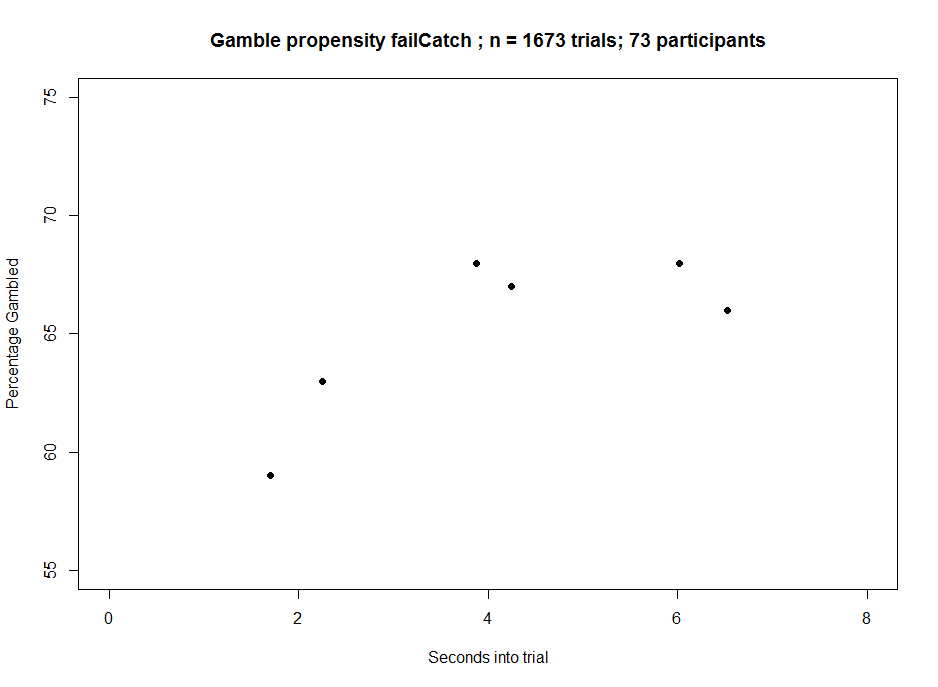 Gamble propensity failCatch ; n = 1673 trials; 73 participants
75
70
65
60
55
Percentage Gambled
0 2 4 6 8
Seconds into trial